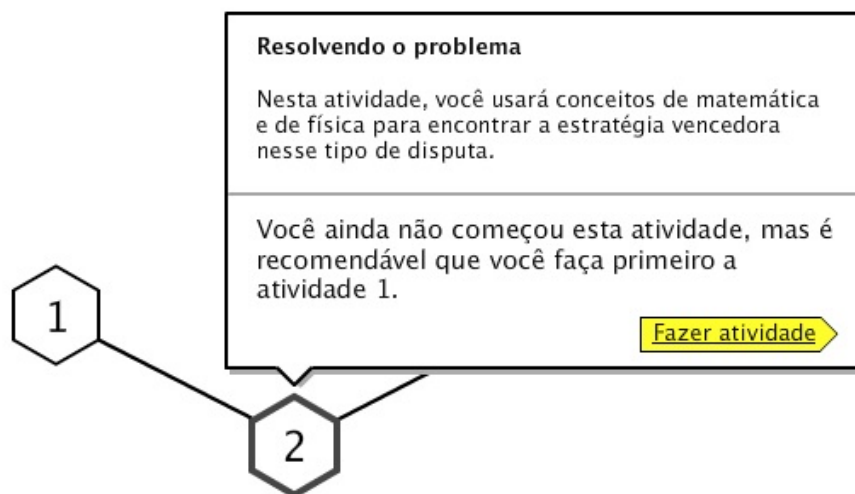 Resolvendo o problema
Nesta atividade, você usará conceitos de matemática
e de física para encontrar a estratégia vencedora
nesse tipo de disputa.
Você ainda não começou esta atividade, mas é
recomendável que você faça primeiro a
atividade 1.
Fazer atividade
1
2